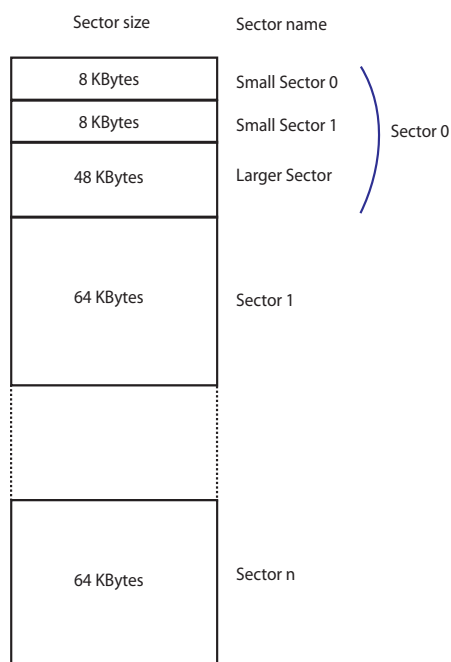 Sector size Sector name
8 KBytes Small Sector 0
8 KBytes Small Sector 1
Sector 0
48 KBytes Larger Sector
64 KBytes Sector 1
64 KBytes Sector n